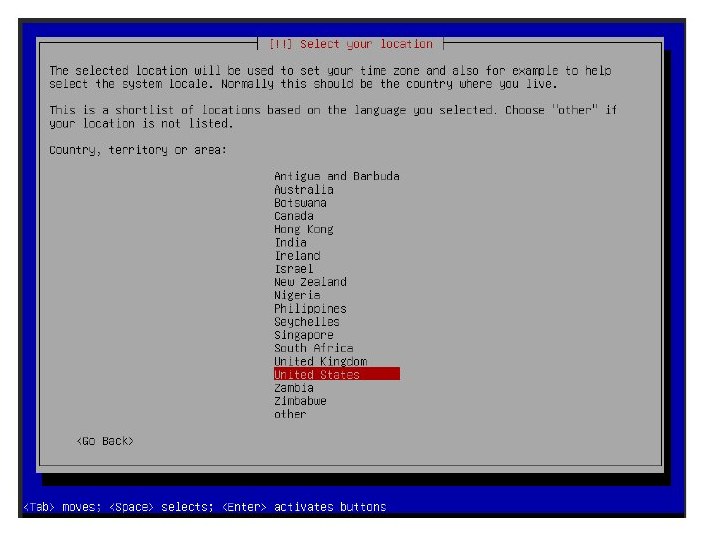 [!!] Select your location
The selected location will be used to set your time zone and also for example to help
select the system locale. Normally this should be the country where you live.
This is a shortlist of locations based on the language you selected. Choose "other" if
your location is not listed.
Country, territory or area:
Antigua and Barbuda
Australia
Botswana
Canada
Hong Kong
India
Ireland
Israel
New Zealand
Nigeria
Philippines
Seychelles
Singapore
South Africa
United Kingdom
United States
Zambia
Zimbabwe
other
<Go Back>
<Tab> moves; <Space> selects; <Enter> activates buttons